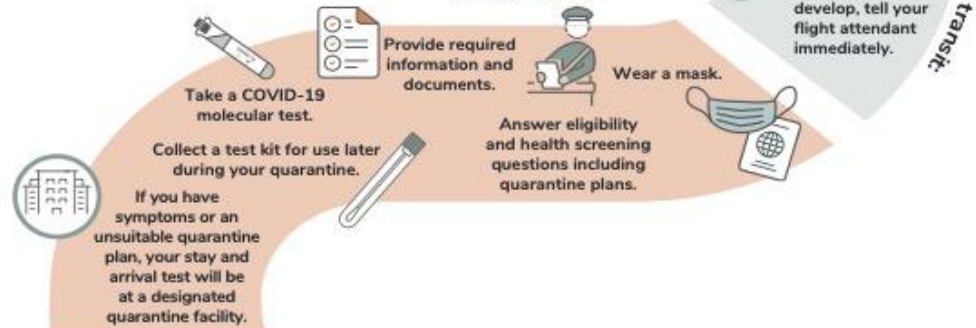 develop, tell your
flight attendant
immediately.
transit:
Wear a mask.
Answer eligibility
and health screening
questions including
quarantine plans.
Provide required
information and
documents.
Take a COVID-19
molecular test.
Collect a test kit for use later
during your quarantine.
If you have
symptoms or an
unsuitable quarantine
plan, your stay and
arrival test will be
at a designated
quarantine facility.